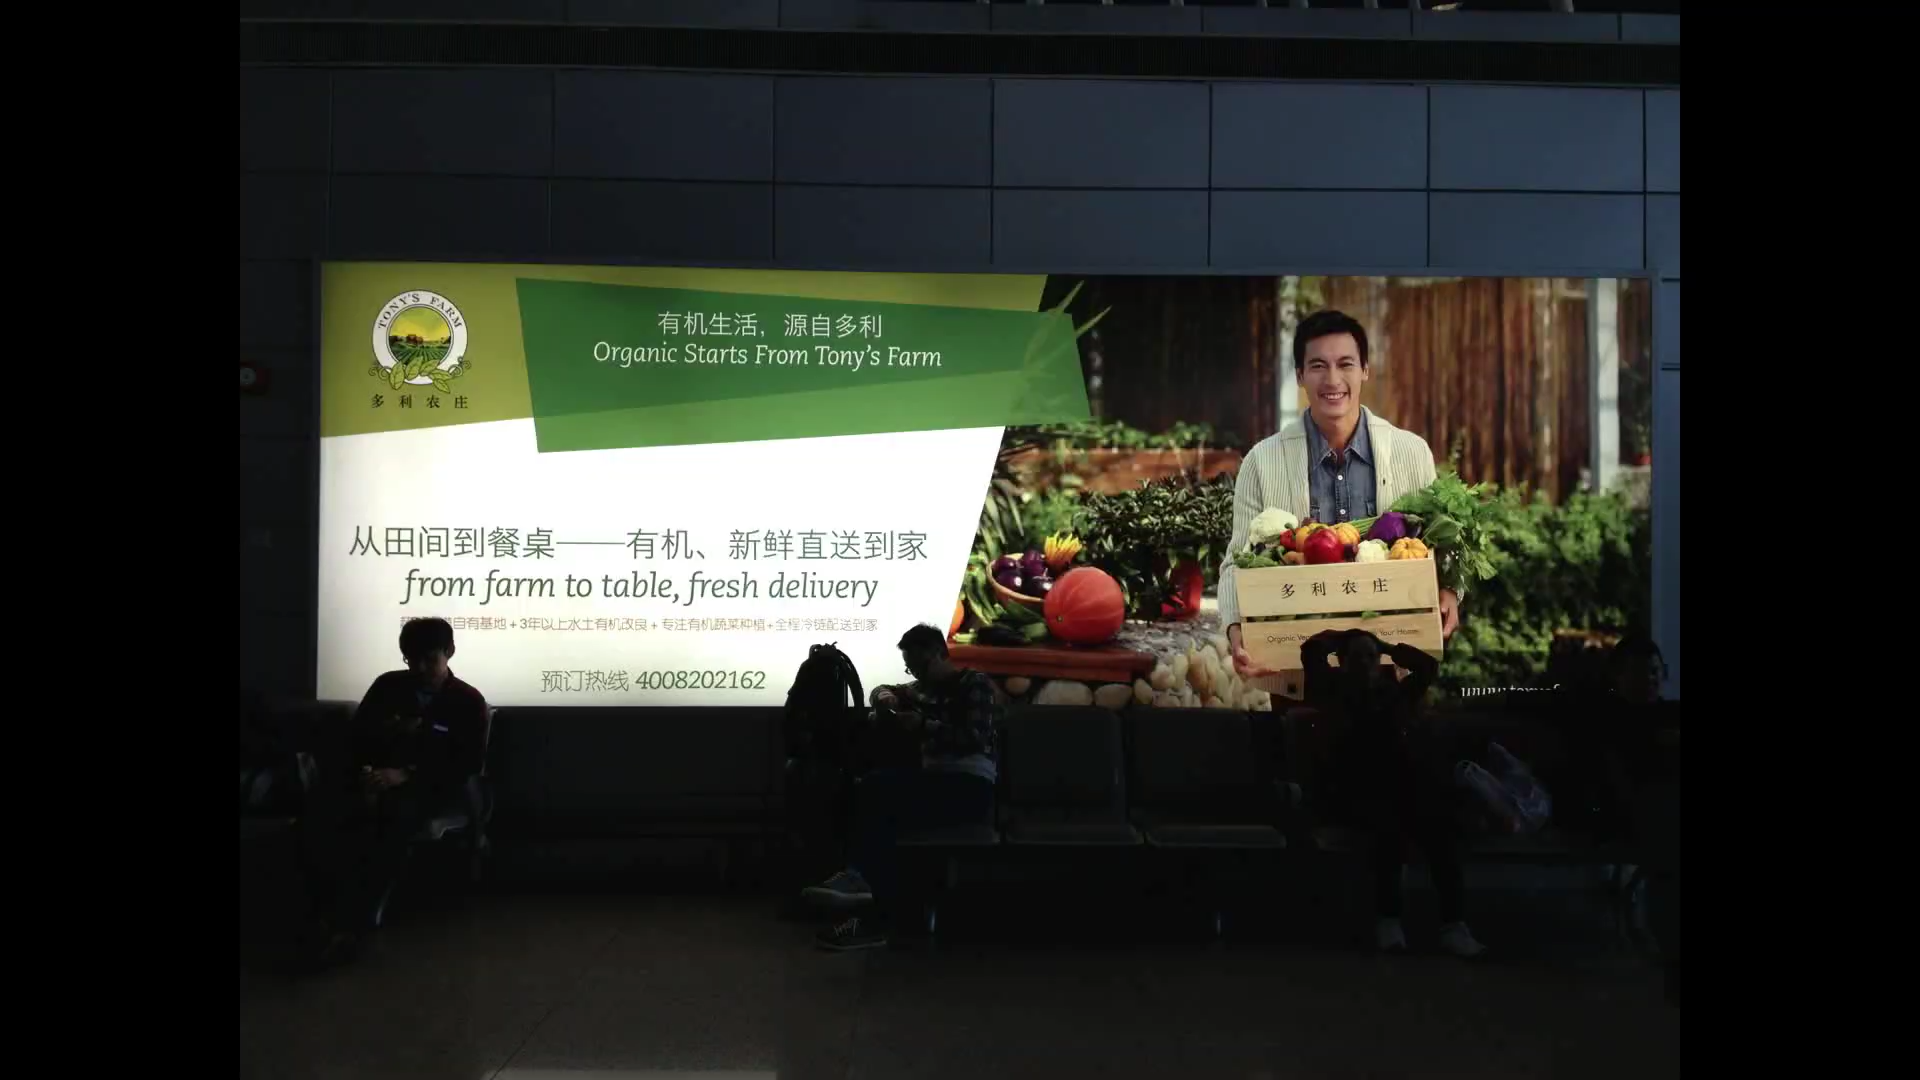 TONY'S FARM
多利农庄
有机生活,源自多利
Organic Starts From Tony's Farm
从田间到餐桌——有机、新鲜直送到家
from farm to table, fresh delivery
自有基地+3年以上水土有机改良+专注有机蔬菜种植+全程冷链配送到家
预订热线 4008202162
多利农庄
Organic Your Home